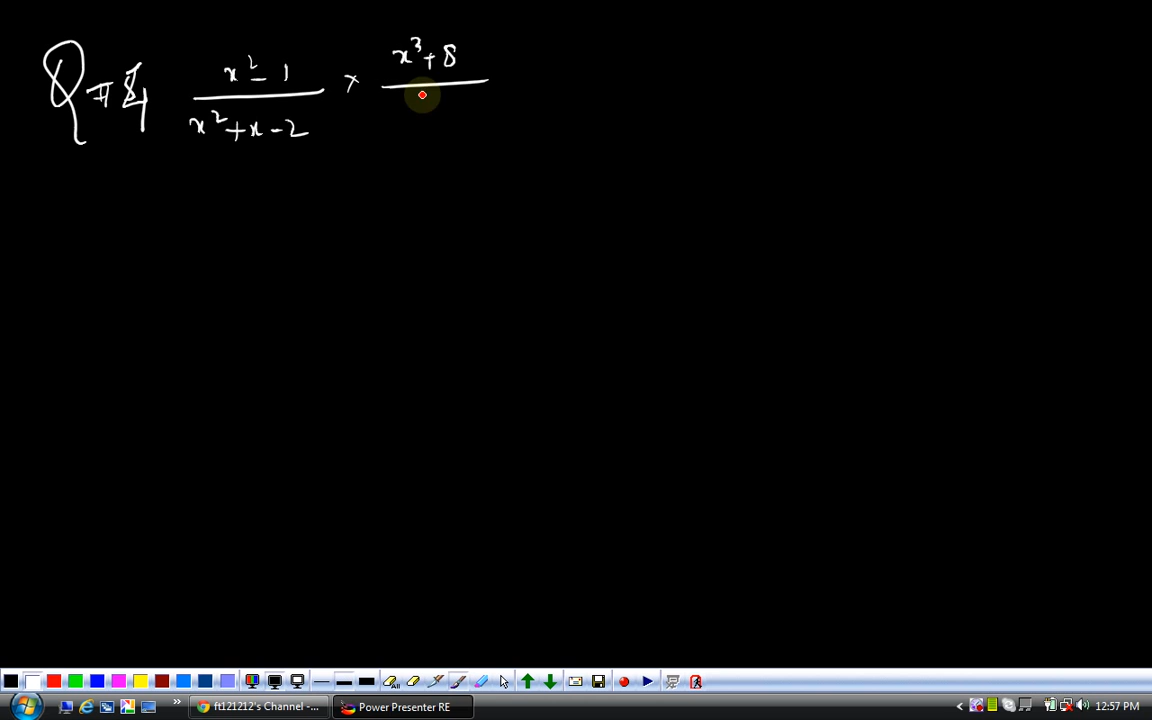 Q#4 x²-1 / x²+x-2 × x³+8
ft121212's Channel -... Power Presenter RE 12:57 PM